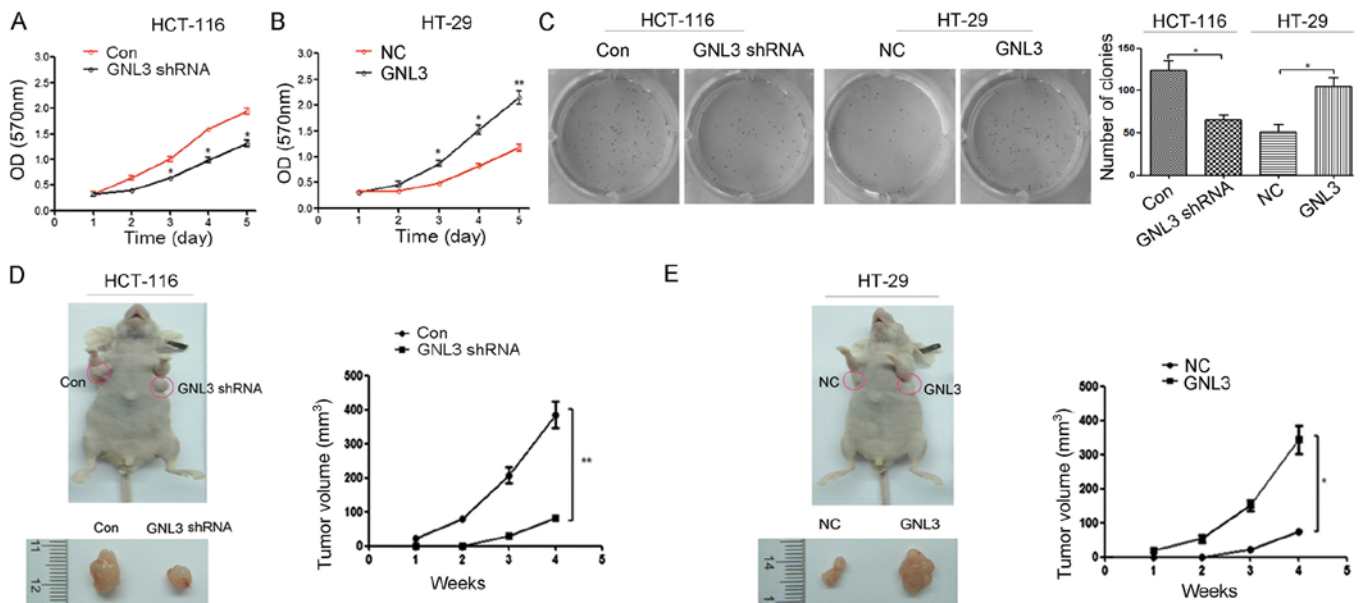 A
HCT-116
Con
GNL3 shRNA
OD (570nm)
3.0
2.5
2.0
1.5
1.0
0.5
0.0
*
*
*
0 1 2 3 4 5
Time (day)
B
HT-29
NC
GNL3
OD (570nm)
3.0
2.5
2.0
1.5
1.0
0.5
0.0
*
*
**
0 1 2 3 4 5
Time (day)
C
HCT-116 HT-29
Con GNL3 shRNA NC GNL3
HCT-116 HT-29
Number of clonies
150
100
50
0
*
*
Con
GNL3 shRNA
NC
GNL3
D
HCT-116
Con
GNL3 shRNA
Con GNL3 shRNA
11
12
Con
GNL3 shRNA
Tumor volume (mm³)
500
400
300
200
100
0
**
0 1 2 3 4 5
Weeks
E
HT-29
NC
GNL3
NC GNL3
14
1
NC
GNL3
Tumor volume (mm³)
500
400
300
200
100
0
*
0 1 2 3 4 5
Weeks